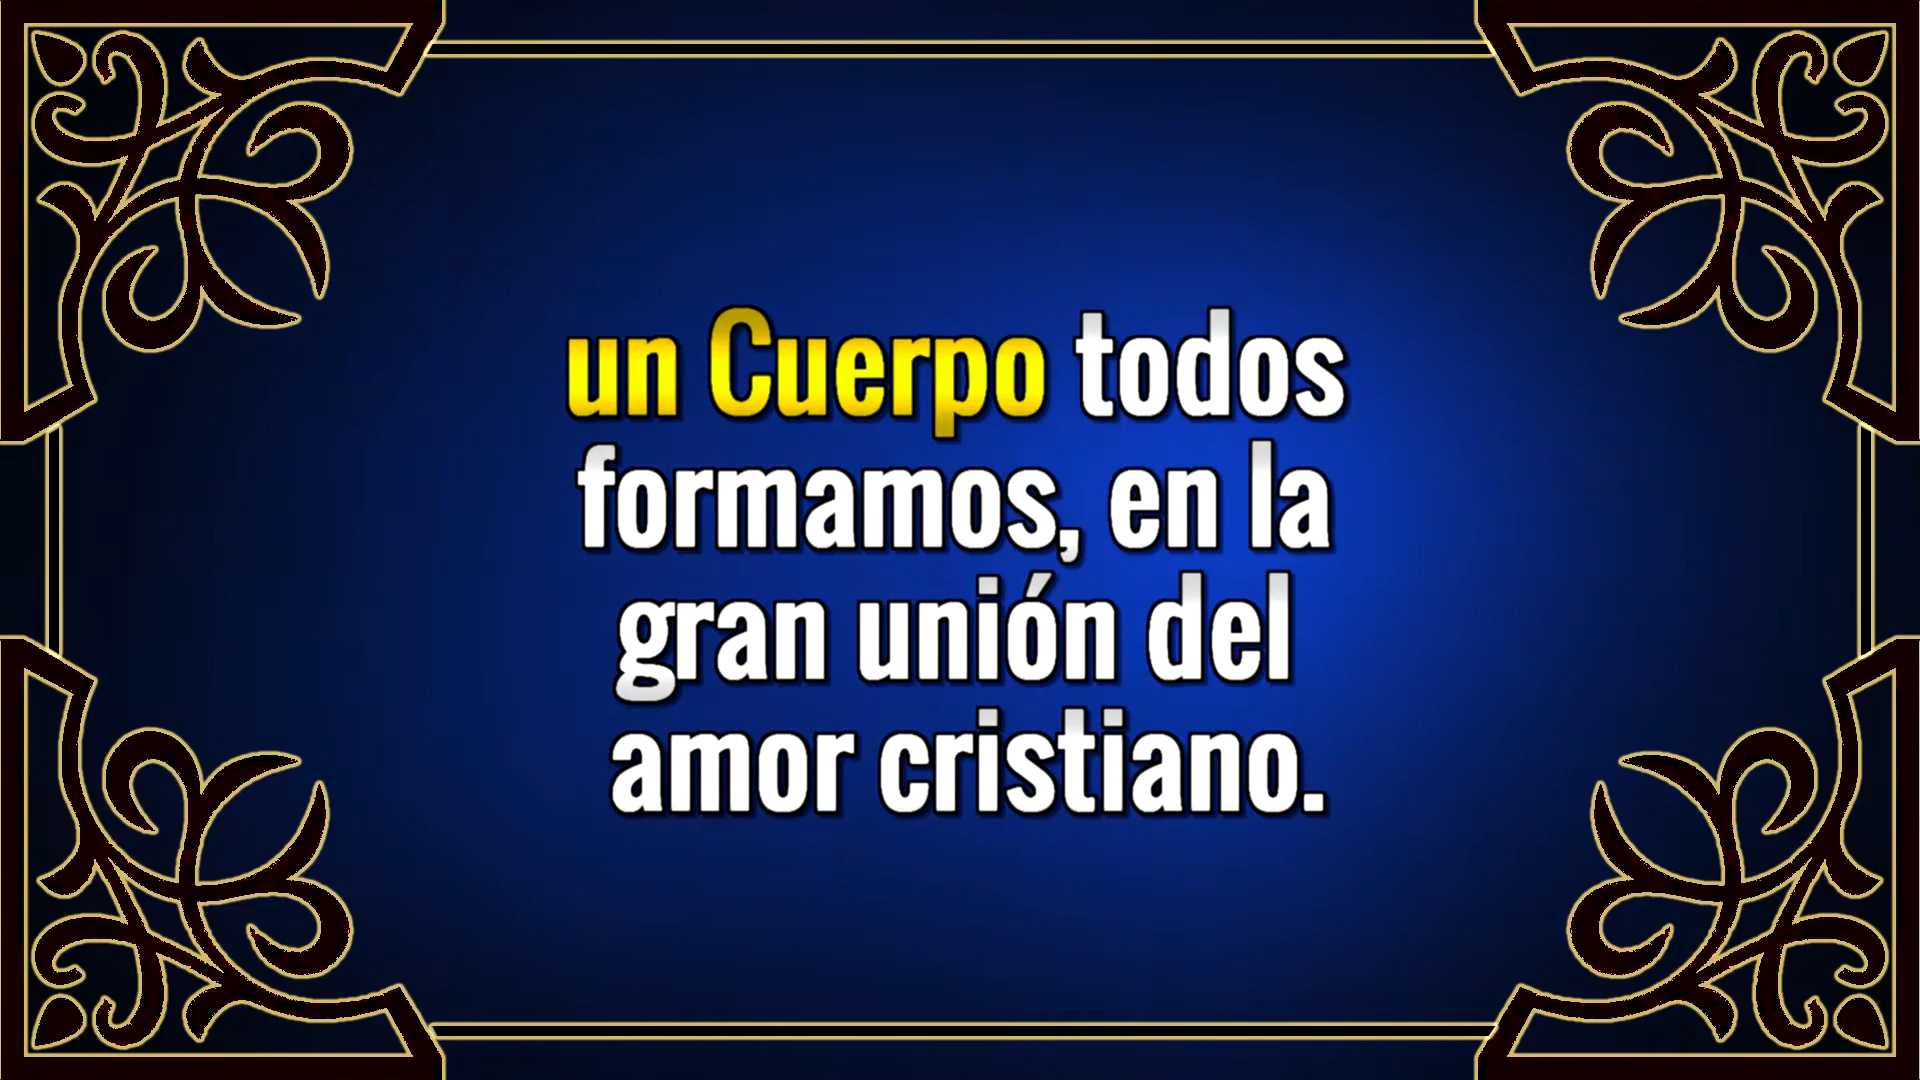 un Cuerpo todos
formamos, en la
gran unión del
amor cristiano.